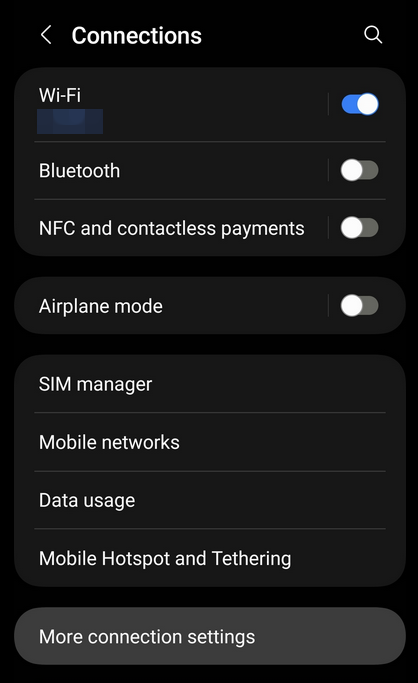 Connections
Wi-Fi
Bluetooth
NFC and contactless payments
Airplane mode
SIM manager
Mobile networks
Data usage
Mobile Hotspot and Tethering
More connection settings